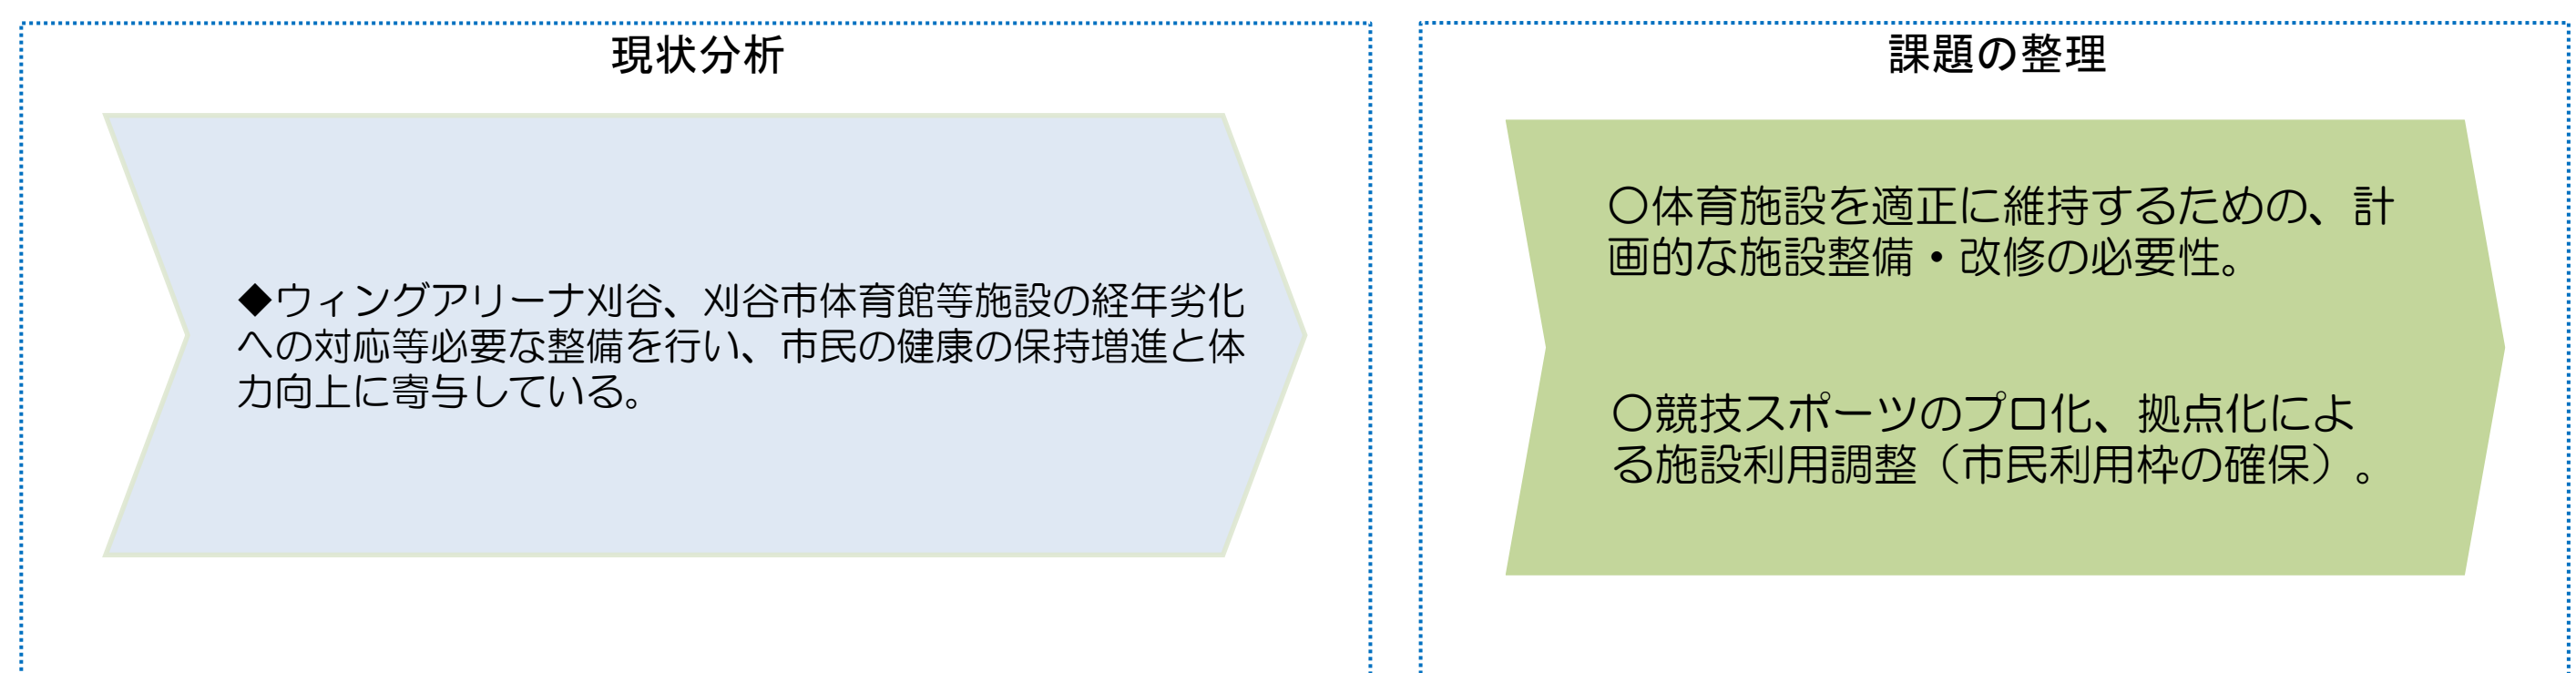 現状分析
◆ウィングアリーナ刈谷、刈谷市体育館等施設の経年劣化
への対応等必要な整備を行い、市民の健康の保持増進と体
力向上に寄与している。
課題の整理
〇体育施設を適正に維持するための、計
画的な施設整備・改修の必要性。
〇競技スポーツのプロ化、拠点化によ
る施設利用調整（市民利用枠の確保）。